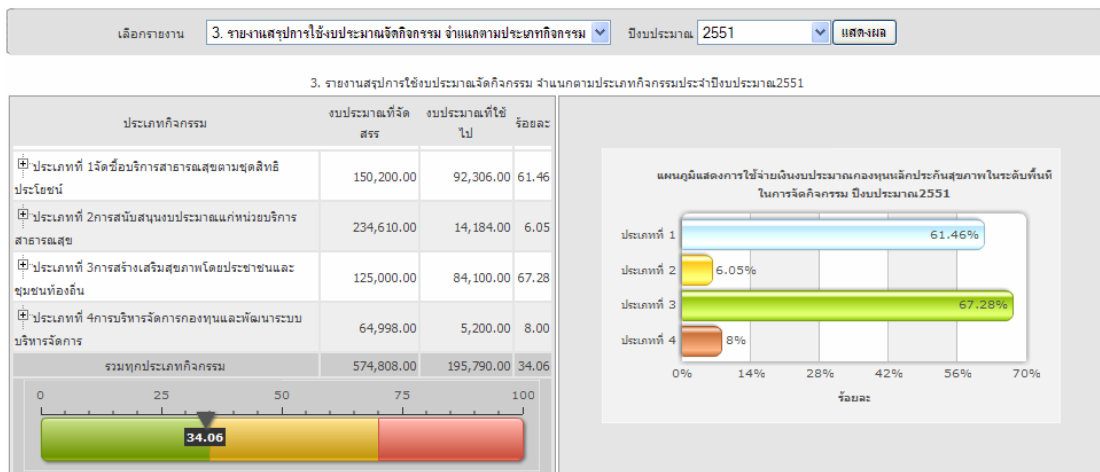 เลือกรายงาน 3. รายงานสรุปการใช้งบประมาณจัดกิจกรรม จำแนกตามประเภทกิจกรรม ปีงบประมาณ 2551 แสดงผล
3. รายงานสรุปการใช้งบประมาณจัดกิจกรรม จำแนกตามประเภทกิจกรรมประจำปีงบประมาณ2551
ประเภทกิจกรรม งบประมาณที่จัด งบประมาณที่ใช้ ร้อยละ
สรร ไป
ประเภทที่ 1จัดซื้อบริการสาธารณสุขตามชุดสิทธิ
ประโยชน์ 150,200.00 92,306.00 61.46
ประเภทที่ 2การสนับสนุนงบประมาณแก่หน่วยบริการ
สาธารณสุข 234,610.00 14,184.00 6.05
ประเภทที่ 3การสร้างเสริมสุขภาพโดยประชาชนและ
ชุมชนท้องถิ่น 125,000.00 84,100.00 67.28
ประเภทที่ 4การบริหารจัดการกองทุนและพัฒนาระบบ
บริหารจัดการ 64,998.00 5,200.00 8.00
รวมทุกประเภทกิจกรรม 574,808.00 195,790.00 34.06
0 25 50 75 100
34.06
แผนภูมิแสดงการใช้จ่ายเงินงบประมาณกองทุนหลักประกันสุขภาพในระดับพื้นที่
ในการจัดกิจกรรม ปีงบประมาณ2551
ประเภทที่ 1 61.46%
ประเภทที่ 2 6.05%
ประเภทที่ 3 67.28%
ประเภทที่ 4 8%
0% 14% 28% 42% 56% 70%
ร้อยละ